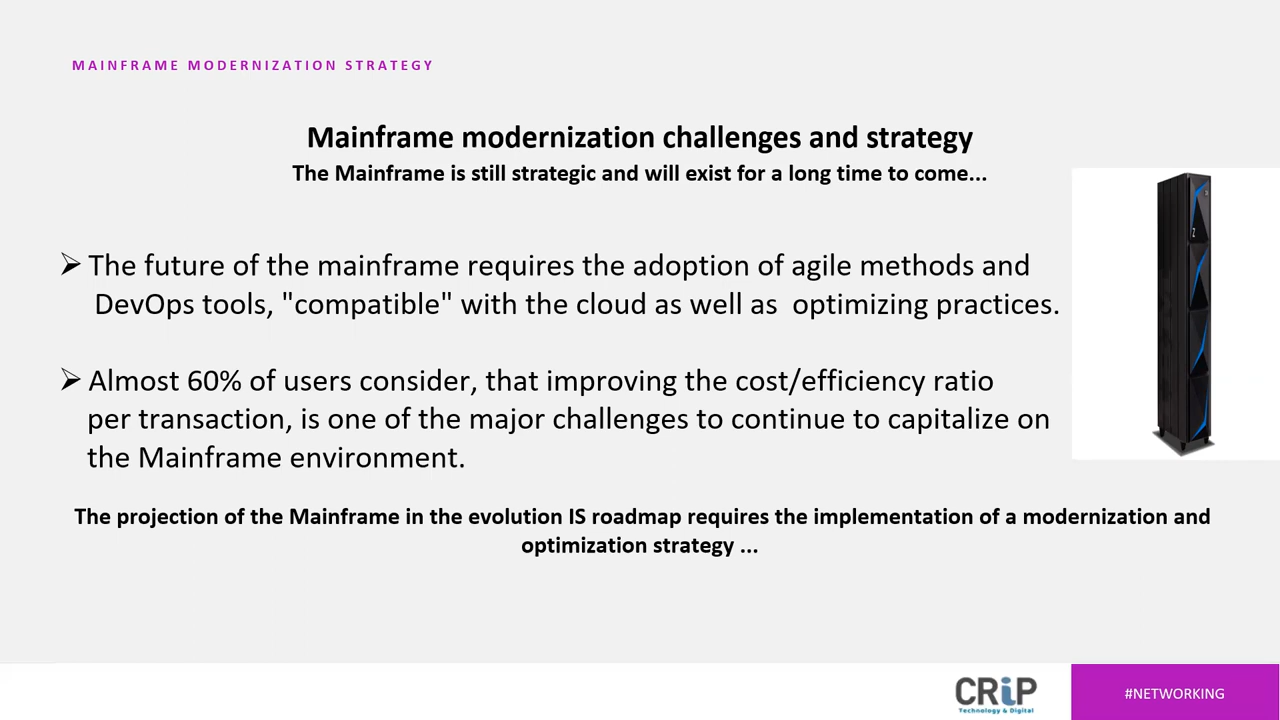 MAINFRAME MODERNIZATION STRATEGY
Mainframe modernization challenges and strategy
The Mainframe is still strategic and will exist for a long time to come...
➢ The future of the mainframe requires the adoption of agile methods and
DevOps tools, "compatible" with the cloud as well as  optimizing practices.
➢ Almost 60% of users consider, that improving the cost/efficiency ratio
per transaction, is one of the major challenges to continue to capitalize on
the Mainframe environment.
Z
The projection of the Mainframe in the evolution IS roadmap requires the implementation of a modernization and
optimization strategy ...
CRiP
Technology & Digital
#NETWORKING